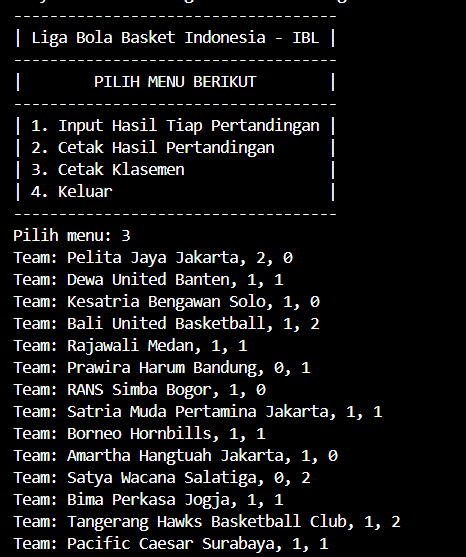 -----------------------------------
| Liga Bola Basket Indonesia - IBL |
-----------------------------------
| PILIH MENU BERIKUT |
-----------------------------------
| 1. Input Hasil Tiap Pertandingan |
| 2. Cetak Hasil Pertandingan |
| 3. Cetak Klasemen |
| 4. Keluar |
-----------------------------------
Pilih menu: 3
Team: Pelita Jaya Jakarta, 2, 0
Team: Dewa United Banten, 1, 1
Team: Kesatria Bengawan Solo, 1, 0
Team: Bali United Basketball, 1, 2
Team: Rajawali Medan, 1, 1
Team: Prawira Harum Bandung, 0, 1
Team: RANS Simba Bogor, 1, 0
Team: Satria Muda Pertamina Jakarta, 1, 1
Team: Borneo Hornbills, 1, 1
Team: Amartha Hangtuah Jakarta, 1, 0
Team: Satya Wacana Salatiga, 0, 2
Team: Bima Perkasa Jogja, 1, 1
Team: Tangerang Hawks Basketball Club, 1, 2
Team: Pacific Caesar Surabaya, 1, 1